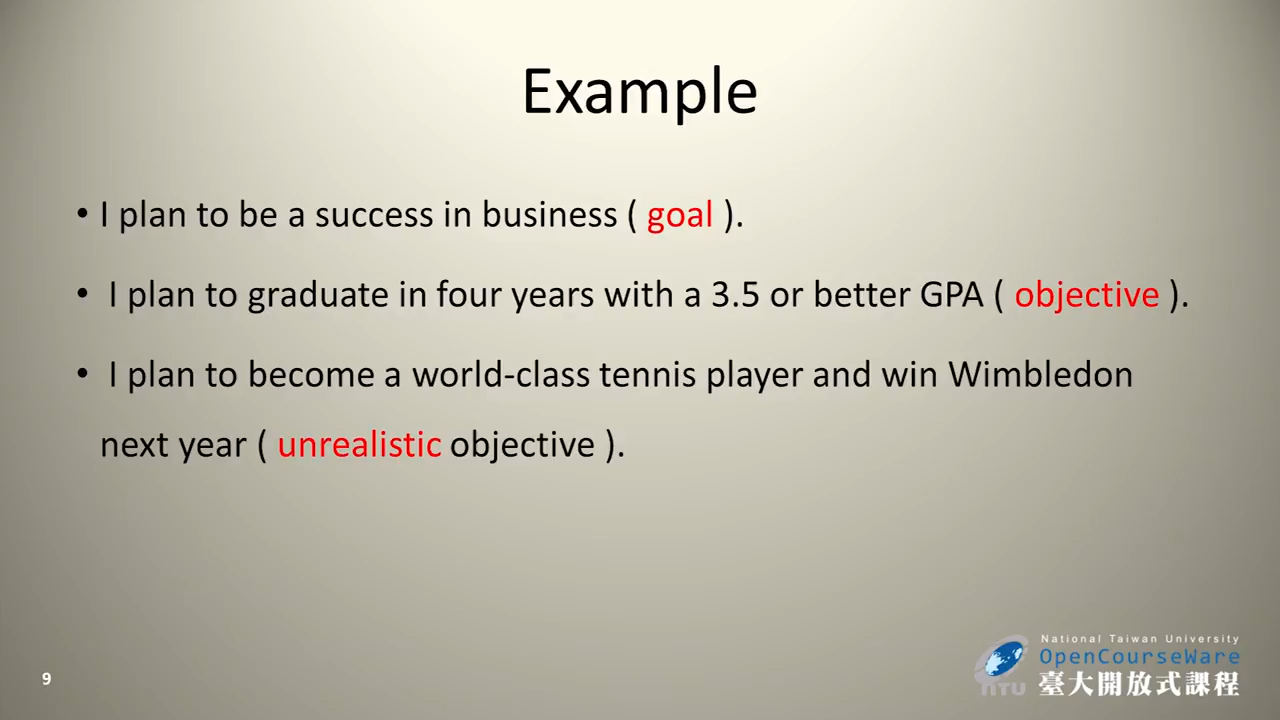 Example
• I plan to be a success in business ( goal ).
• I plan to graduate in four years with a 3.5 or better GPA ( objective ).
• I plan to become a world-class tennis player and win Wimbledon
next year ( unrealistic objective ).
National Taiwan University
OpenCourseWare
臺大開放式課程
NTU
9